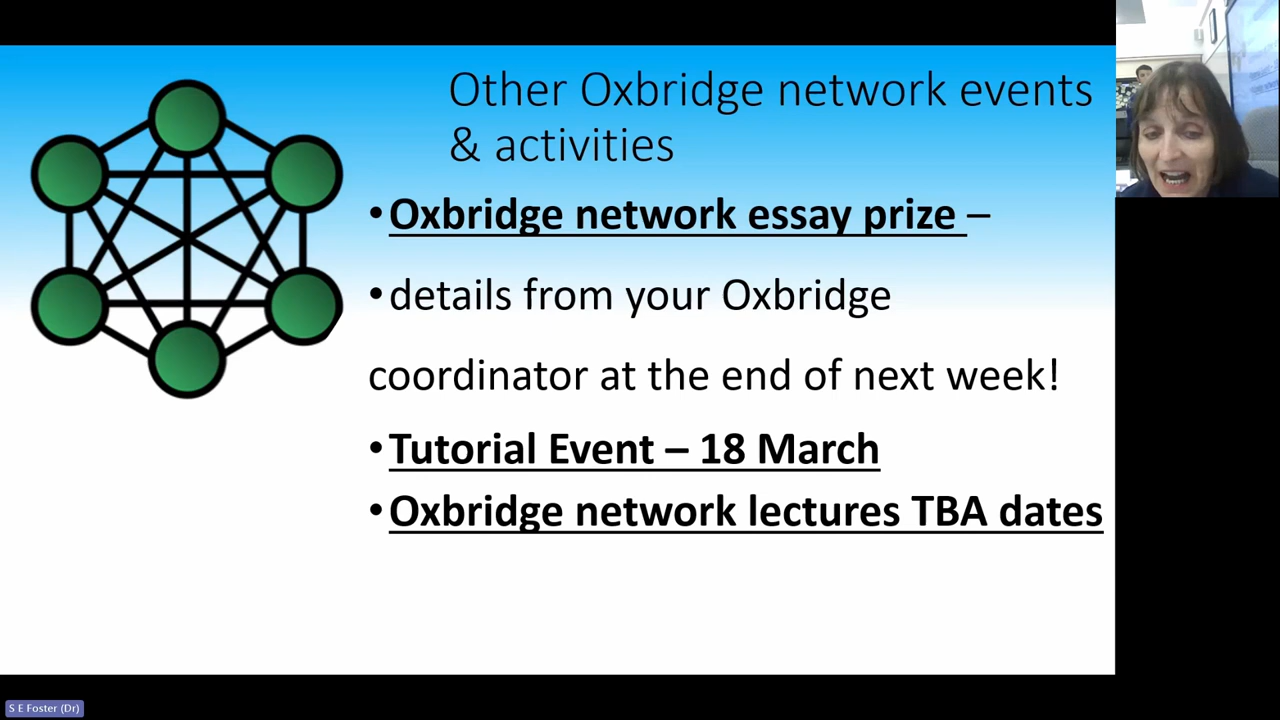 Other Oxbridge network events
& activities
•Oxbridge network essay prize –
•details from your Oxbridge
coordinator at the end of next week!
•Tutorial Event – 18 March
•Oxbridge network lectures TBA dates
S E Foster (Dr)